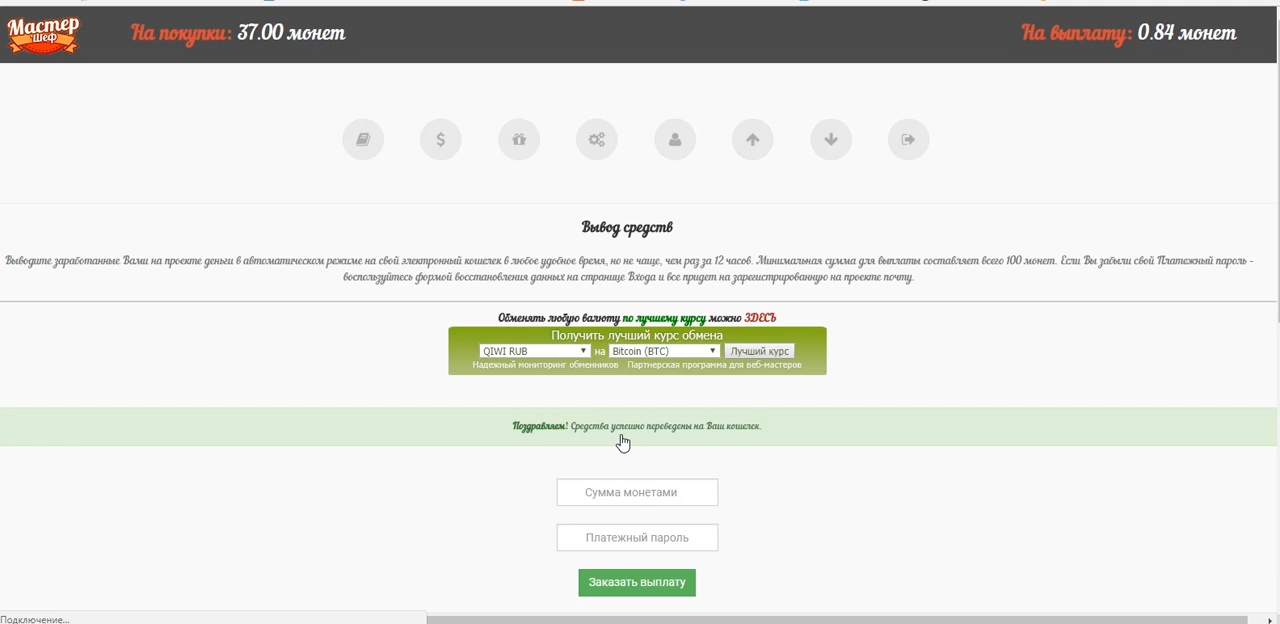 Мастер
Шеф
На покупки: 37.00 монет
На выплату: 0.84 монет
Вывод средств
Выводите заработанные Вами на проекте деньги в автоматическом режиме на свой электронный кошелек в любое удобное время, но не чаще, чем раз за 12 часов. Минимальная сумма для выплаты составляет всего 100 монет. Если Вы забыли свой Платежный пароль -
воспользуйтесь формой восстановления данных на странице Входа и все придет на зарегистрированную на проекте почту.
Обменять любую валюту по лучшему курсу можно ЗДЕСЬ
Получить лучший курс обмена
QIWI RUB на Bitcoin (BTC) Лучший курс
Надежный мониторинг обменников Партнерская программа для веб-мастеров
Поздравляем! Средства успешно переведены на Ваш кошелек.
Сумма монетами
Платежный пароль
Заказать выплату
Подключение...